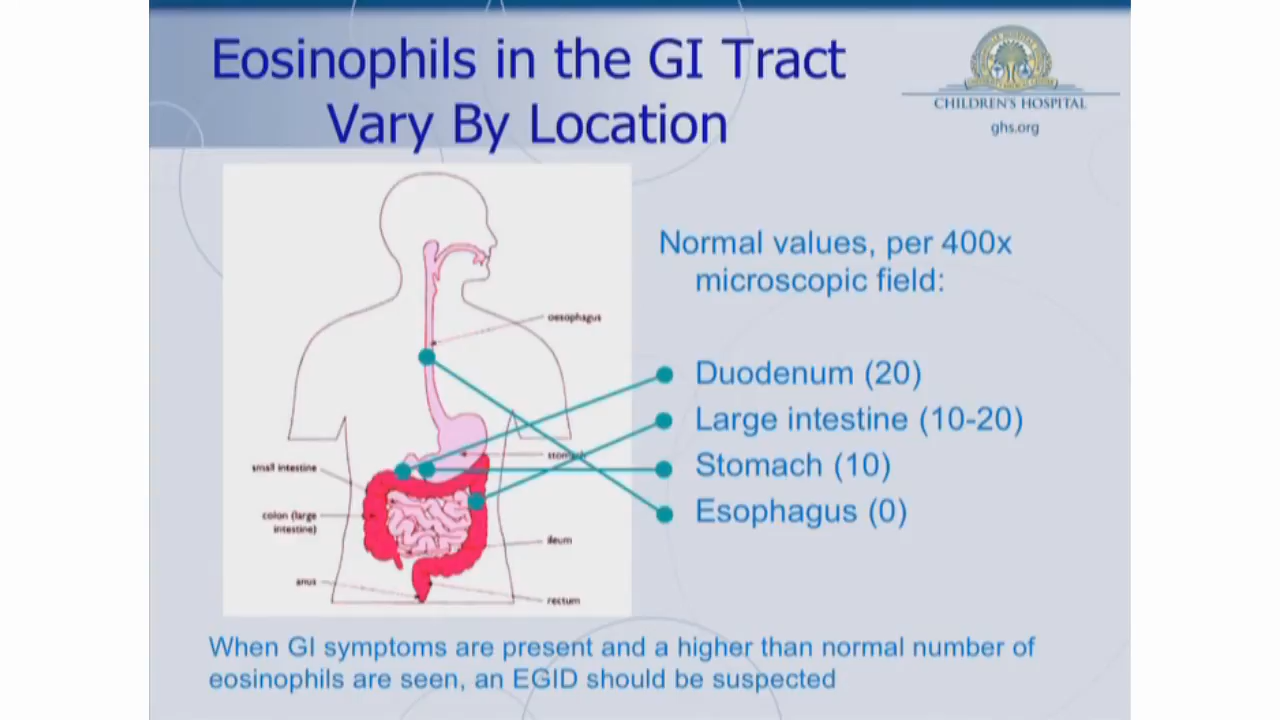 Eosinophils in the GI Tract
Vary By Location
CHILDREN'S HOSPITAL
ghs.org
Normal values, per 400x
microscopic field:
oesophagus
Duodenum (20)
Large intestine (10-20)
Stomach (10)
Esophagus (0)
small intestine
colon (large
intestine)
ileum
anus
rectum
When GI symptoms are present and a higher than normal number of
eosinophils are seen, an EGID should be suspected